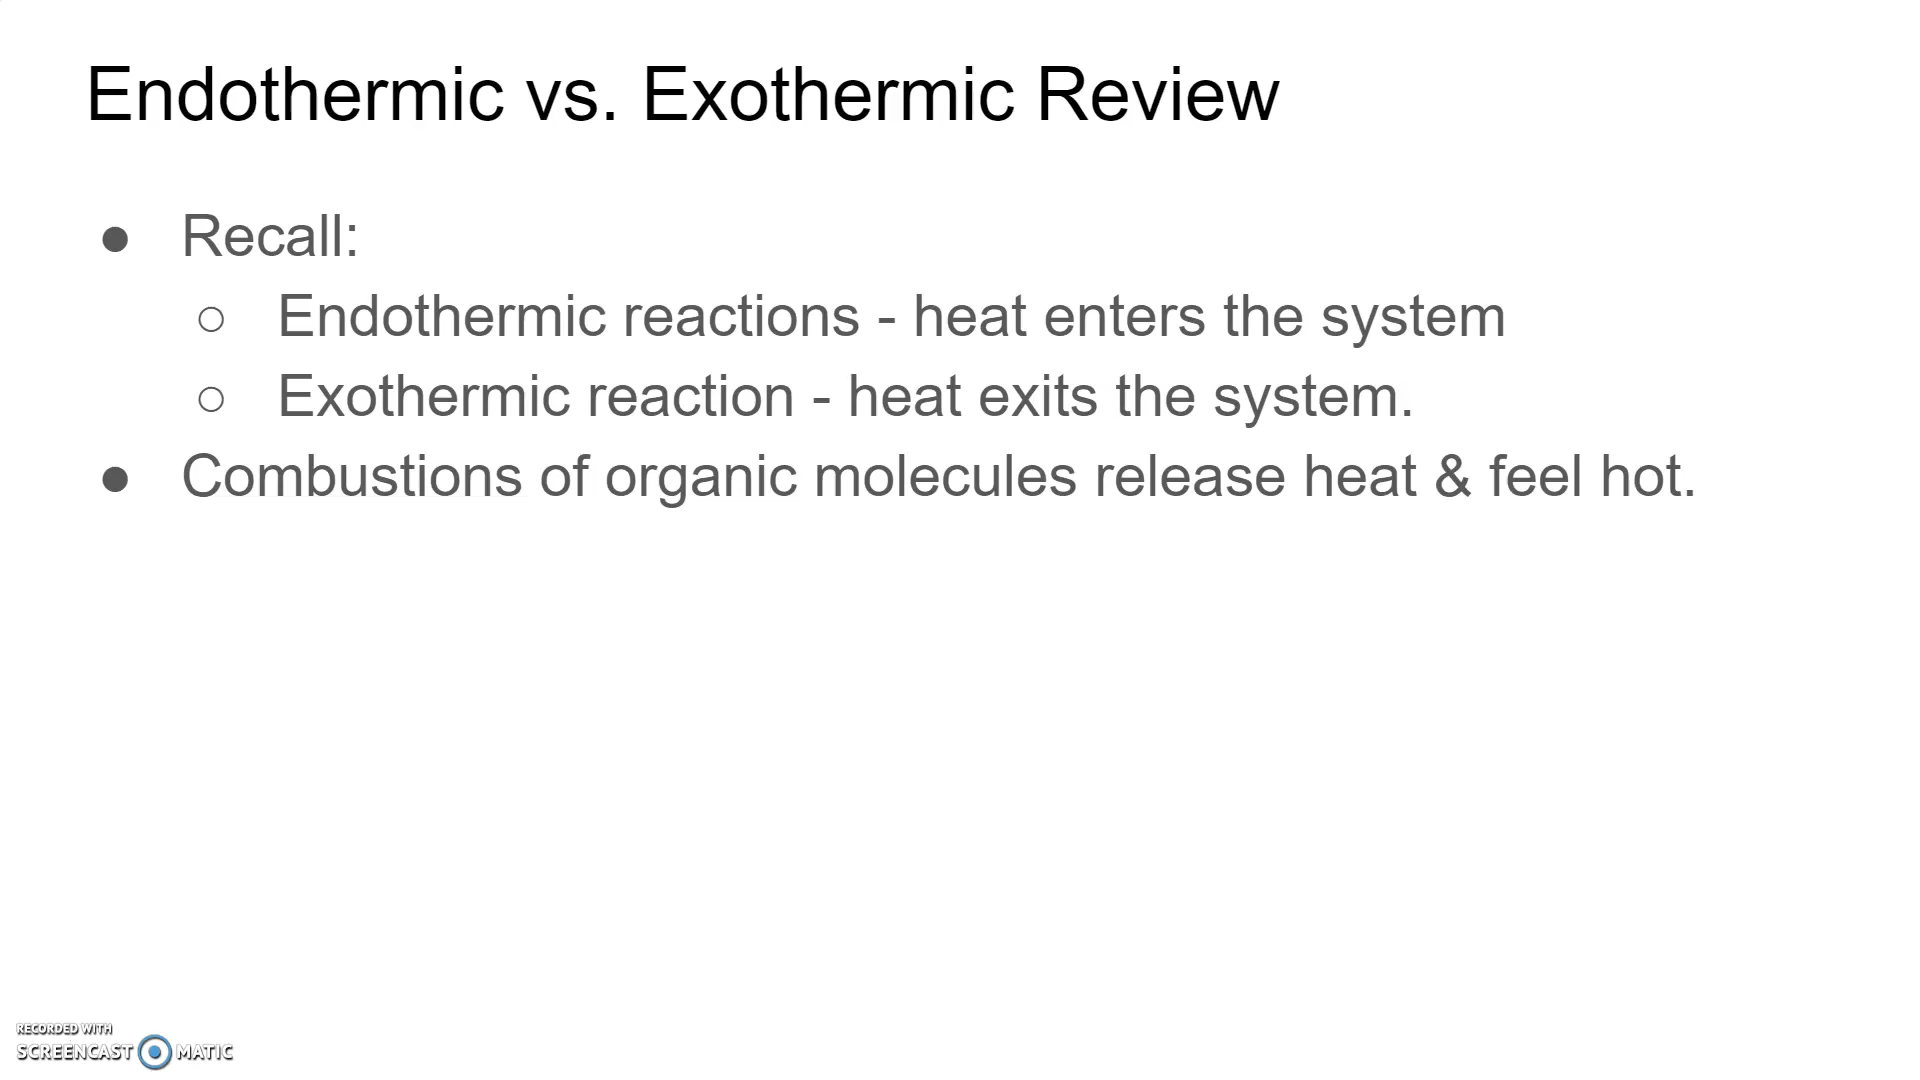 Endothermic vs. Exothermic Review
● Recall:
○ Endothermic reactions - heat enters the system
○ Exothermic reaction - heat exits the system.
● Combustions of organic molecules release heat & feel hot.
RECORDED WITH
SCREENCAST MATIC